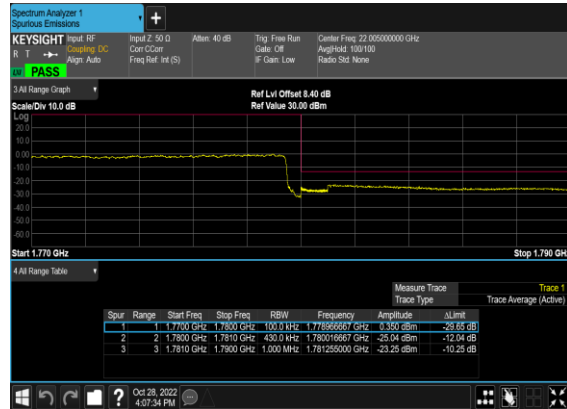 Spectrum Analyzer 1
Spurious Emissions
KEYSIGHT Input: RF Input Z: 50 Ω Atten: 40 dB Trig: Free Run Center Freq: 22.005000000 GHz
R T Coupling: DC Corr CCorr Gate: Off Avg|Hold: 100/100
Align: Auto Freq Ref: Int (S) IF Gain: Low Radio Std: None
PASS
3 All Range Graph
Ref Lvl Offset 8.40 dB
Scale/Div 10.0 dB Ref Value 30.00 dBm
Log
20.0
10.0
0.00
-10.0
-20.0
-30.0
-40.0
-50.0
-60.0
Start 1.770 GHz Stop 1.790 GH
4 All Range Table
Measure Trace Trace 1
Trace Type Trace Average (Active)
Spur Range Start Freq Stop Freq RBW Frequency Amplitude ΔLimit
1 1 1.7700 GHz 1.7800 GHz 100.0 kHz 1.778966667 GHz 0.350 dBm -29.65 dB
2 2 1.7800 GHz 1.7810 GHz 430.0 kHz 1.780016667 GHz -25.04 dBm -12.04 dB
3 3 1.7810 GHz 1.7900 GHz 1.000 MHz 1.781255000 GHz -23.25 dBm -10.25 dB
? Oct 28, 2022
4:07:34 PM